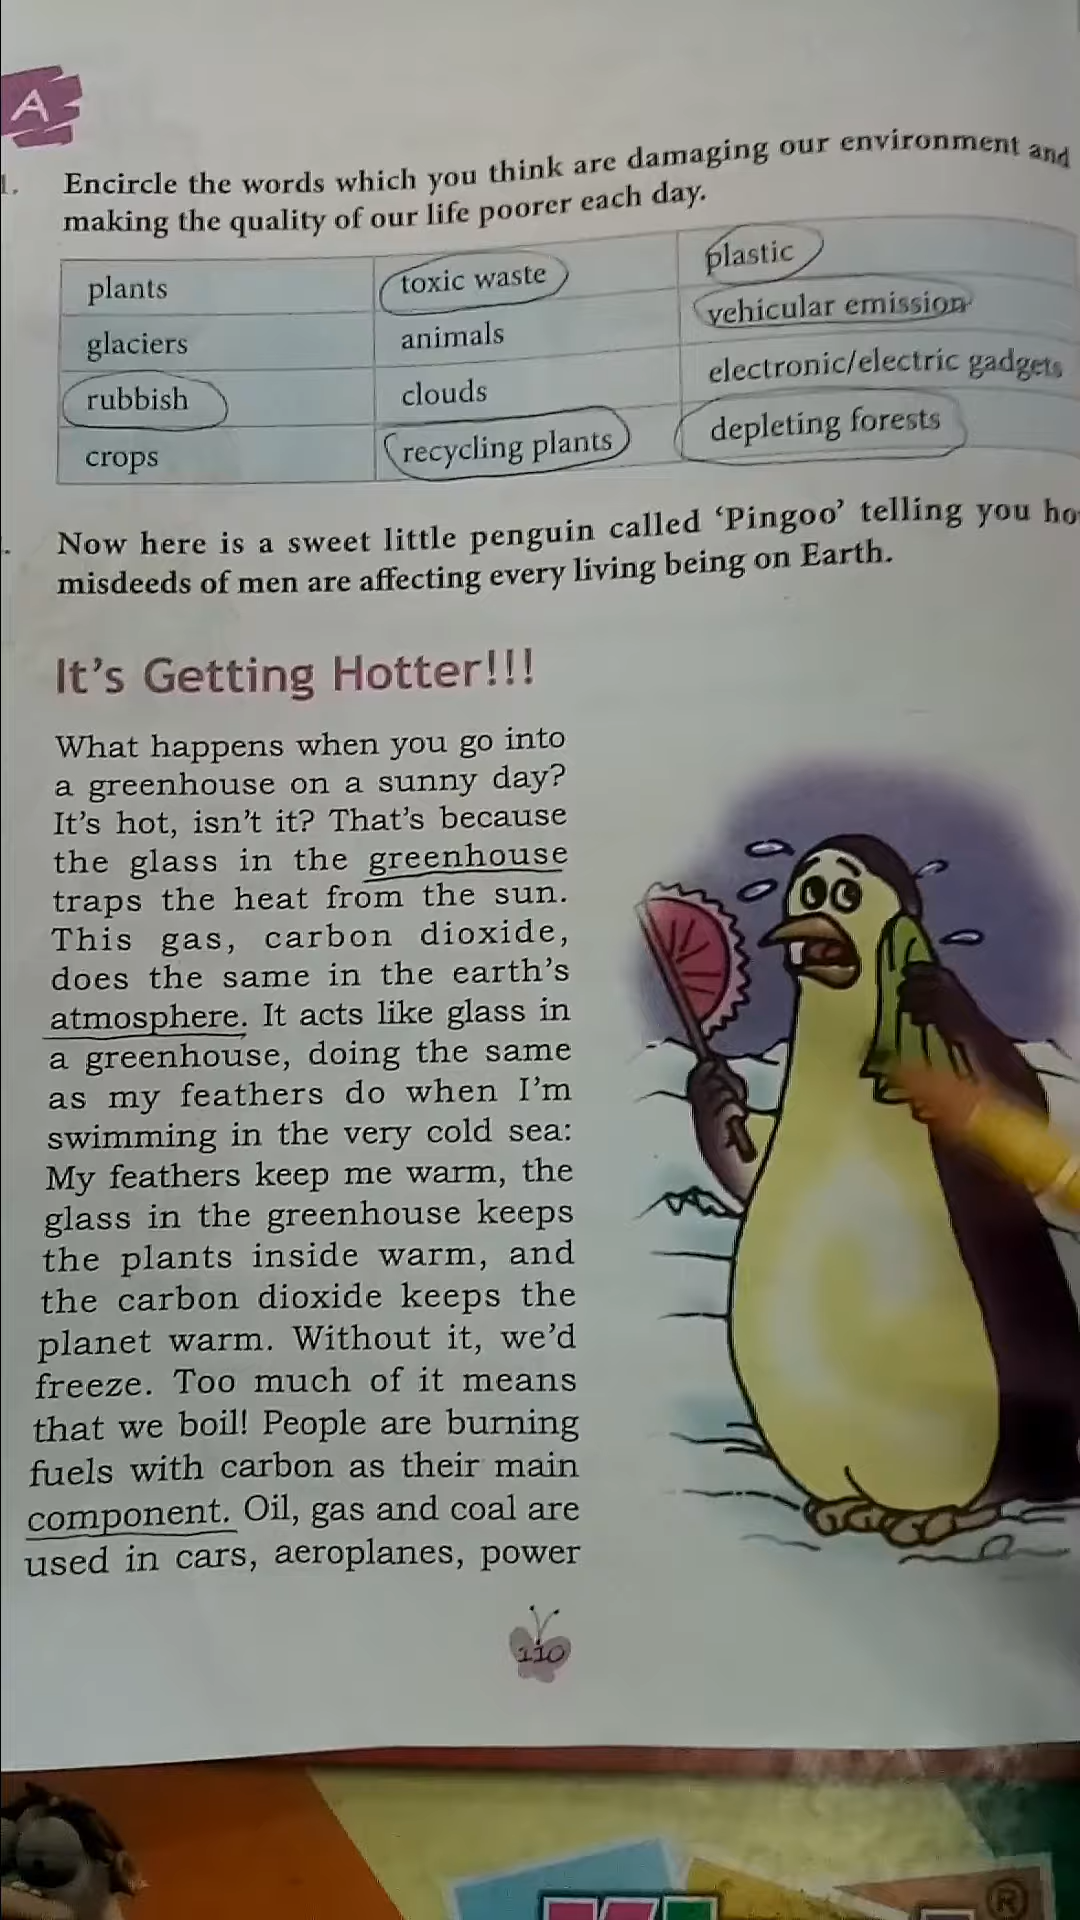 A
1. Encircle the words which you think are damaging our environment and
making the quality of our life poorer each day.
plants toxic waste plastic
glaciers animals vehicular emission
rubbish clouds electronic/electric gadgets
crops recycling plants depleting forests
Now here is a sweet little penguin called ‘Pingoo’ telling you
misdeeds of men are affecting every living being on Earth.
It’s Getting Hotter!!!
What happens when you go into
a greenhouse on a sunny day?
It’s hot, isn’t it? That’s because
the glass in the greenhouse
traps the heat from the sun.
This gas, carbon dioxide,
does the same in the earth’s
atmosphere. It acts like glass in
a greenhouse, doing the same
as my feathers do when I’m
swimming in the very cold sea:
My feathers keep me warm, the
glass in the greenhouse keeps
the plants inside warm, and
the carbon dioxide keeps the
planet warm. Without it, we’d
freeze. Too much of it means
that we boil! People are burning
fuels with carbon as their main
component. Oil, gas and coal are
used in cars, aeroplanes, power
110
®